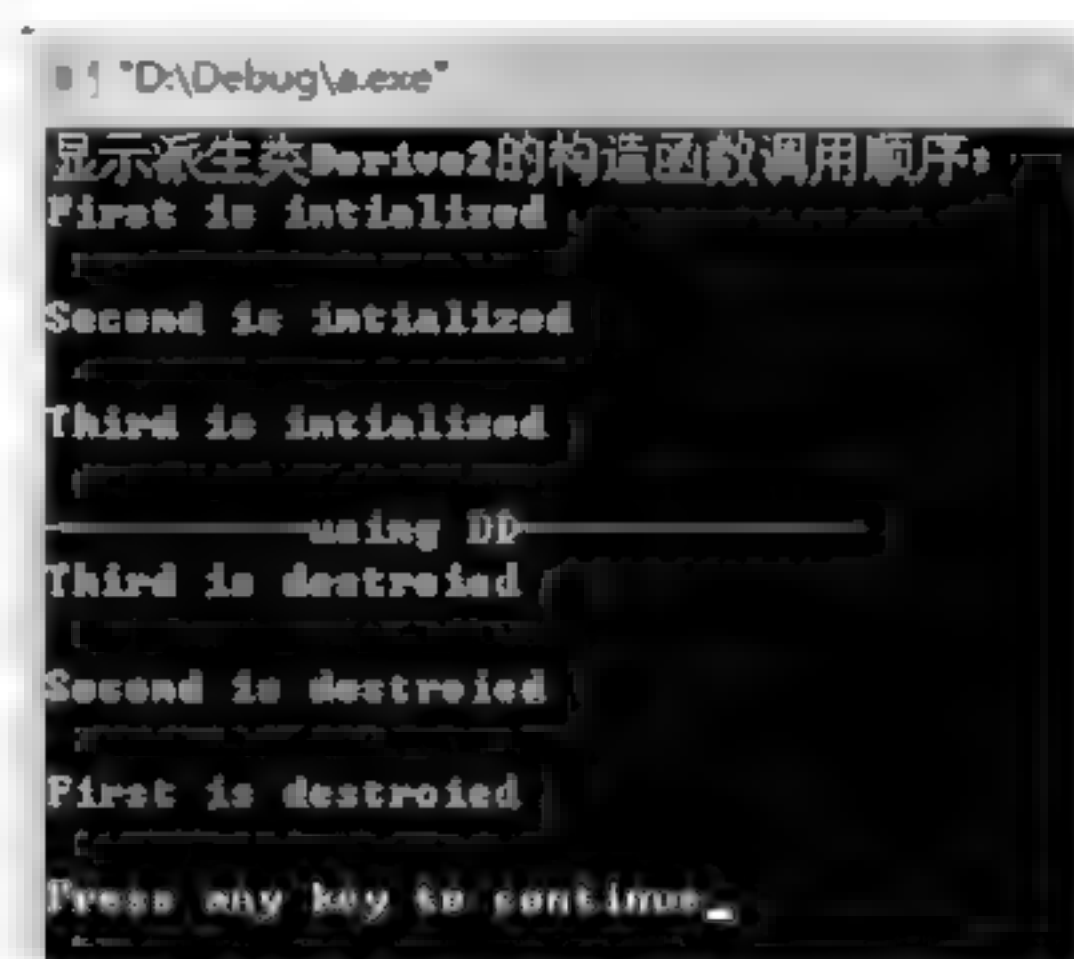 "D:\Debug\a.exe"
显示派生类Derive2的构造函数调用顺序:
First is intialized
Second is intialized
Third is intialized
----------using DD-------------
Third is destroied
Second is destroied
First is destroied
Press any key to continue_